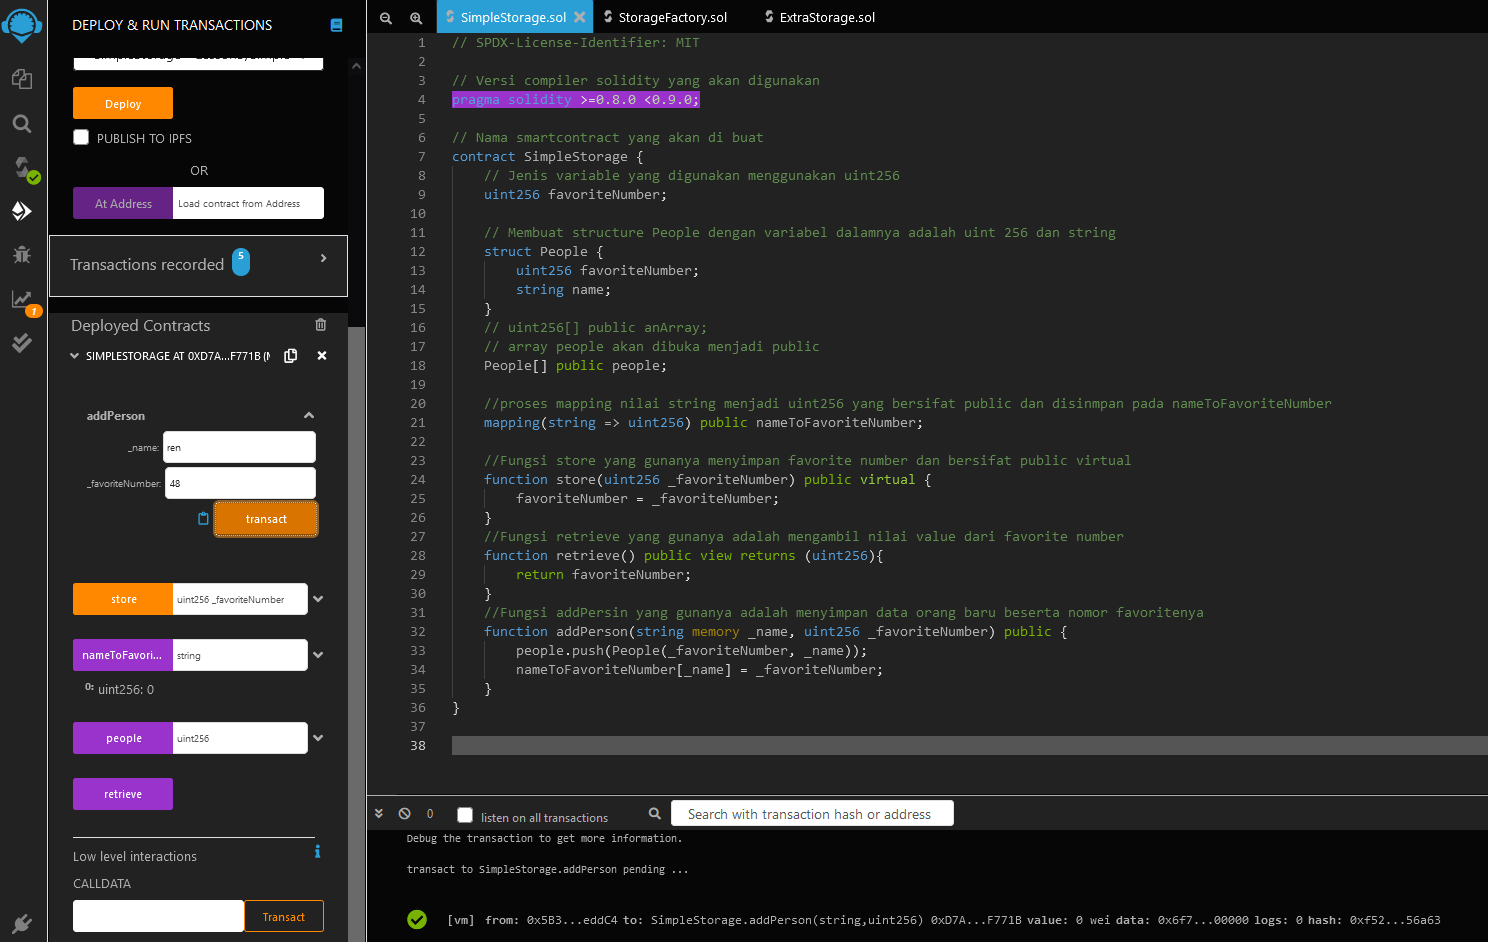 DEPLOY & RUN TRANSACTIONS
Deploy
PUBLISH TO IPFS
OR
At Address
Load contract from Address
Transactions recorded
5
Deployed Contracts
SIMPLESTORAGE AT 0XD7A...F771B (
addPerson
_name:
ren
_favoriteNumber:
48
transact
store
uint256 _favoriteNumber
nameToFavori...
string
0: uint256: 0
people
uint256
retrieve
Low level interactions
CALLDATA
Transact
1
SimpleStorage.sol
StorageFactory.sol
ExtraStorage.sol
1 // SPDX-License-Identifier: MIT
2
3 // Versi compiler solidity yang akan digunakan
4 pragma solidity >=0.8.0 <0.9.0;
5
6 // Nama smartcontract yang akan di buat
7 contract SimpleStorage {
8 // Jenis variable yang digunakan menggunakan uint256
9 uint256 favoriteNumber;
10
11 // Membuat structure People dengan variabel dalamnya adalah uint 256 dan string
12 struct People {
13 uint256 favoriteNumber;
14 string name;
15 }
16 // uint256[] public anArray;
17 // array people akan dibuka menjadi public
18 People[] public people;
19
20 //proses mapping nilai string menjadi uint256 yang bersifat public dan disinmpan pada nameToFavoriteNumber
21 mapping(string => uint256) public nameToFavoriteNumber;
22
23 //Fungsi store yang gunanya menyimpan favorite number dan bersifat public virtual
24 function store(uint256 _favoriteNumber) public virtual {
25 favoriteNumber = _favoriteNumber;
26 }
27 //Fungsi retrieve yang gunanya adalah mengambil nilai value dari favorite number
28 function retrieve() public view returns (uint256){
29 return favoriteNumber;
30 }
31 //Fungsi addPersin yang gunanya adalah menyimpan data orang baru beserta nomor favoritenya
32 function addPerson(string memory _name, uint256 _favoriteNumber) public {
33 people.push(People(_favoriteNumber, _name));
34 nameToFavoriteNumber[_name] = _favoriteNumber;
35 }
36 }
37
38
0
listen on all transactions
Search with transaction hash or address
Debug the transaction to get more information.
transact to SimpleStorage.addPerson pending ...
[vm] from: 0x5B3...eddC4 to: SimpleStorage.addPerson(string,uint256) 0xD7A...F771B value: 0 wei data: 0x6f7...00000 logs: 0 hash: 0xf52...56a63